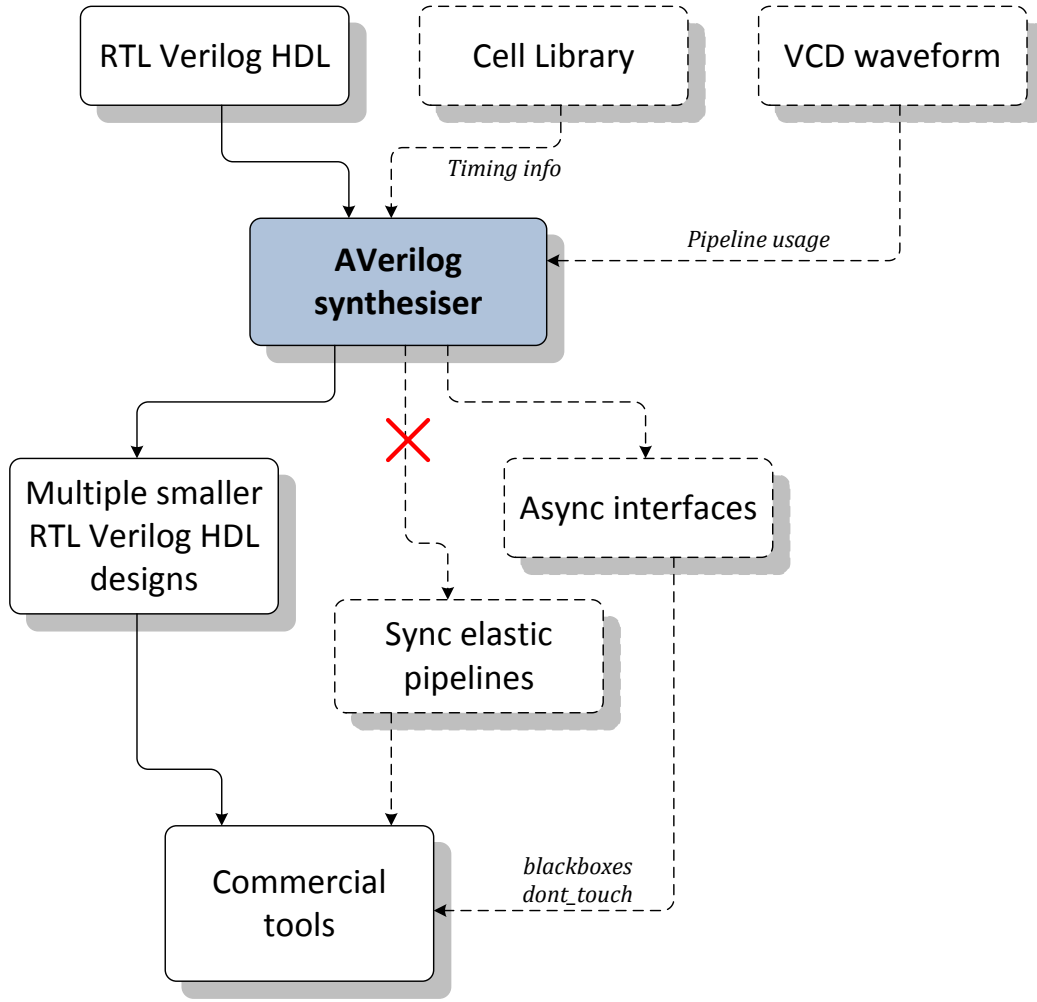 RTL Verilog HDL
Cell Library
VCD waveform
Timing info
Pipeline usage
AVerilog
synthesiser
Multiple smaller
RTL Verilog HDL
designs
Async interfaces
Sync elastic
pipelines
Commercial
tools
blackboxes
dont_touch